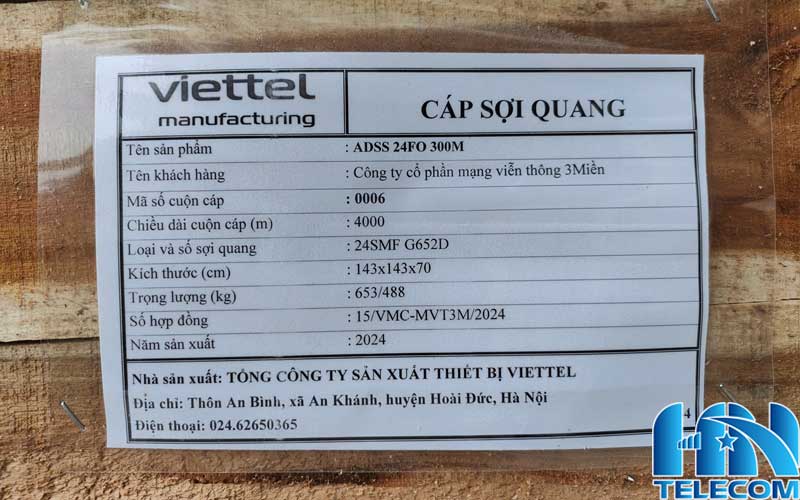 viettel
manufacturing
CÁP SỢI QUANG
Tên sản phẩm : ADSS 24FO 300M
Tên khách hàng : Công ty cổ phần mạng viễn thông 3Miền
Mã số cuộn cáp : 0006
Chiều dài cuộn cáp (m) : 4000
Loại và số sợi quang : 24SMF G652D
Kích thước (cm) : 143x143x70
Trọng lượng (kg) : 653/488
Số hợp đồng : 15/VMC-MVT3M/2024
Năm sản xuất : 2024
Nhà sản xuất: TỔNG CÔNG TY SẢN XUẤT THIẾT BỊ VIETTEL
Địa chỉ: Thôn An Bình, xã An Khánh, huyện Hoài Đức, Hà Nội
Điện thoại: 024.62650365
4
HN
TELECOM